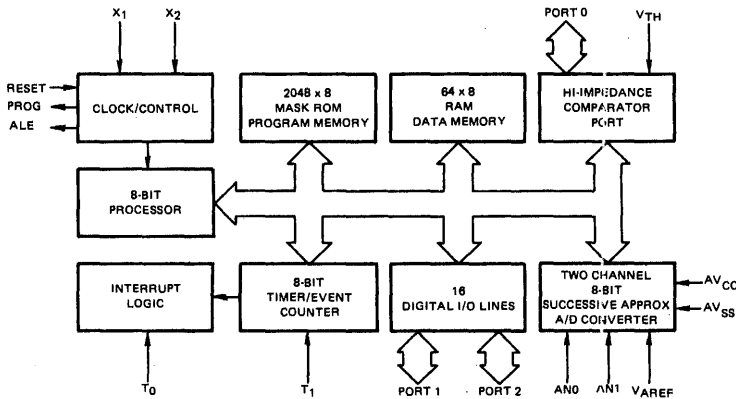 X1
X2
PORT 0
VTH
RESET
PROG
ALE
CLOCK/CONTROL
2048 x 8
MASK ROM
PROGRAM MEMORY
64 x 8
RAM
DATA MEMORY
HI-IMPEDANCE
COMPARATOR
PORT
8-BIT
PROCESSOR
INTERRUPT
LOGIC
8-BIT
TIMER/EVENT
COUNTER
16
DIGITAL I/O LINES
TWO CHANNEL
8-BIT
SUCCESSIVE APPROX
A/D CONVERTER
AVCC
AVSS
T0
T1
PORT 1
PORT 2
AN0
AN1
VAREF